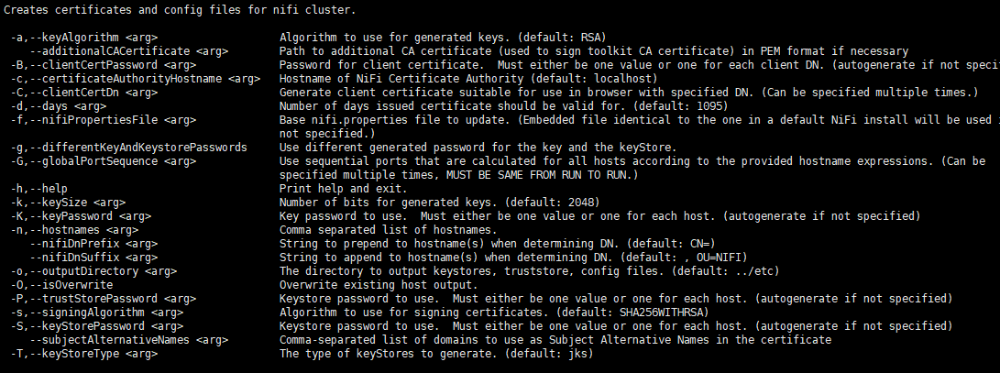 Creates certificates and config files for nifi cluster.
-a,--keyAlgorithm <arg> Algorithm to use for generated keys. (default: RSA)
--additionalCACertificate <arg> Path to additional CA certificate (used to sign toolkit CA certificate) in PEM format if necessary
-B,--clientCertPassword <arg> Password for client certificate.  Must either be one value or one for each client DN. (autogenerate if not speci
-c,--certificateAuthorityHostname <arg> Hostname of NiFi Certificate Authority (default: localhost)
-C,--clientCertDn <arg> Generate client certificate suitable for use in browser with specified DN. (Can be specified multiple times.)
-d,--days <arg> Number of days issued certificate should be valid for. (default: 1095)
-f,--nifiPropertiesFile <arg> Base nifi.properties file to update. (Embedded file identical to the one in a default NiFi install will be used
not specified.)
-g,--differentKeyAndKeystorePasswords Use different generated password for the key and the keyStore.
-G,--globalPortSequence <arg> Use sequential ports that are calculated for all hosts according to the provided hostname expressions. (Can be
specified multiple times, MUST BE SAME FROM RUN TO RUN.)
-h,--help Print help and exit.
-k,--keySize <arg> Number of bits for generated keys. (default: 2048)
-K,--keyPassword <arg> Key password to use.  Must either be one value or one for each host. (autogenerate if not specified)
-n,--hostnames <arg> Comma separated list of hostnames.
--nifiDnPrefix <arg> String to prepend to hostname(s) when determining DN. (default: CN=)
--nifiDnSuffix <arg> String to append to hostname(s) when determining DN. (default: , OU=NIFI)
-o,--outputDirectory <arg> The directory to output keystores, truststore, config files. (default: ../etc)
-O,--isOverwrite Overwrite existing host output.
-P,--trustStorePassword <arg> Keystore password to use.  Must either be one value or one for each host. (autogenerate if not specified)
-s,--signingAlgorithm <arg> Algorithm to use for signing certificates. (default: SHA256WITHRSA)
-S,--keyStorePassword <arg> Keystore password to use.  Must either be one value or one for each host. (autogenerate if not specified)
--subjectAlternativeNames <arg> Comma-separated list of domains to use as Subject Alternative Names in the certificate
-T,--keyStoreType <arg> The type of keyStores to generate. (default: jks)